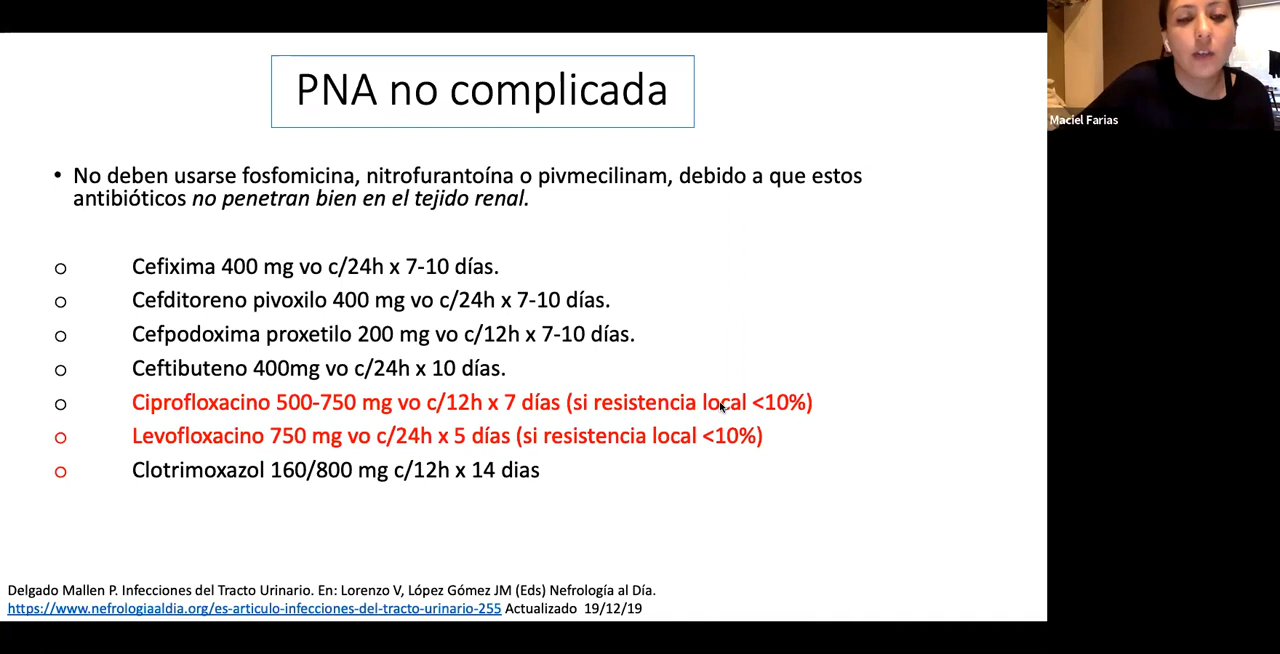 PNA no complicada
• No deben usarse fosfomicina, nitrofurantoína o pivmecilinam, debido a que estos
antibióticos no penetran bien en el tejido renal.
o Cefixima 400 mg vo c/24h x 7-10 días.
o Cefditoreno pivoxilo 400 mg vo c/24h x 7-10 días.
o Cefpodoxima proxetilo 200 mg vo c/12h x 7-10 días.
o Ceftibuteno 400mg vo c/24h x 10 días.
o Ciprofloxacino 500-750 mg vo c/12h x 7 días (si resistencia local <10%)
o Levofloxacino 750 mg vo c/24h x 5 días (si resistencia local <10%)
o Clotrimoxazol 160/800 mg c/12h x 14 dias
Delgado Mallen P. Infecciones del Tracto Urinario. En: Lorenzo V, López Gómez JM (Eds) Nefrología al Día.
https://www.nefrologiaaldia.org/es-articulo-infecciones-del-tracto-urinario-255 Actualizado 19/12/19
Maciel Farias